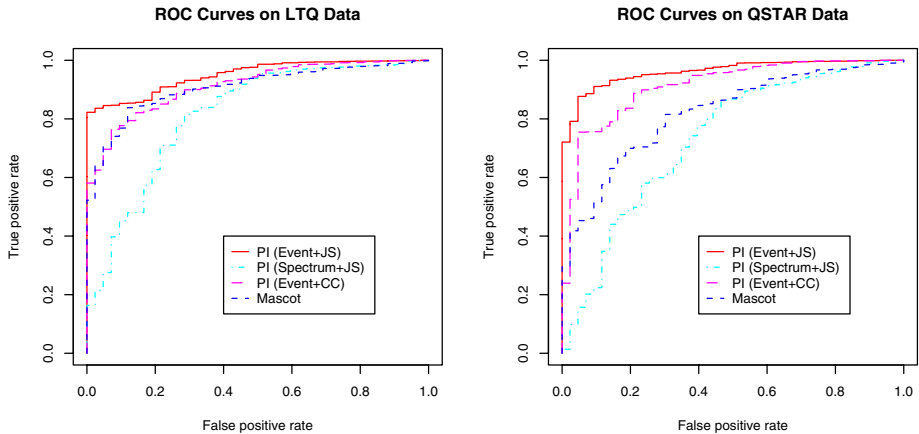 ROC Curves on LTQ Data
True positive rate
1.0
0.8
0.6
0.4
0.2
0.0
PI (Event+JS)
PI (Spectrum+JS)
PI (Event+CC)
Mascot
0.0 0.2 0.4 0.6 0.8 1.0
False positive rate
ROC Curves on QSTAR Data
True positive rate
1.0
0.8
0.6
0.4
0.2
0.0
PI (Event+JS)
PI (Spectrum+JS)
PI (Event+CC)
Mascot
0.0 0.2 0.4 0.6 0.8 1.0
False positive rate